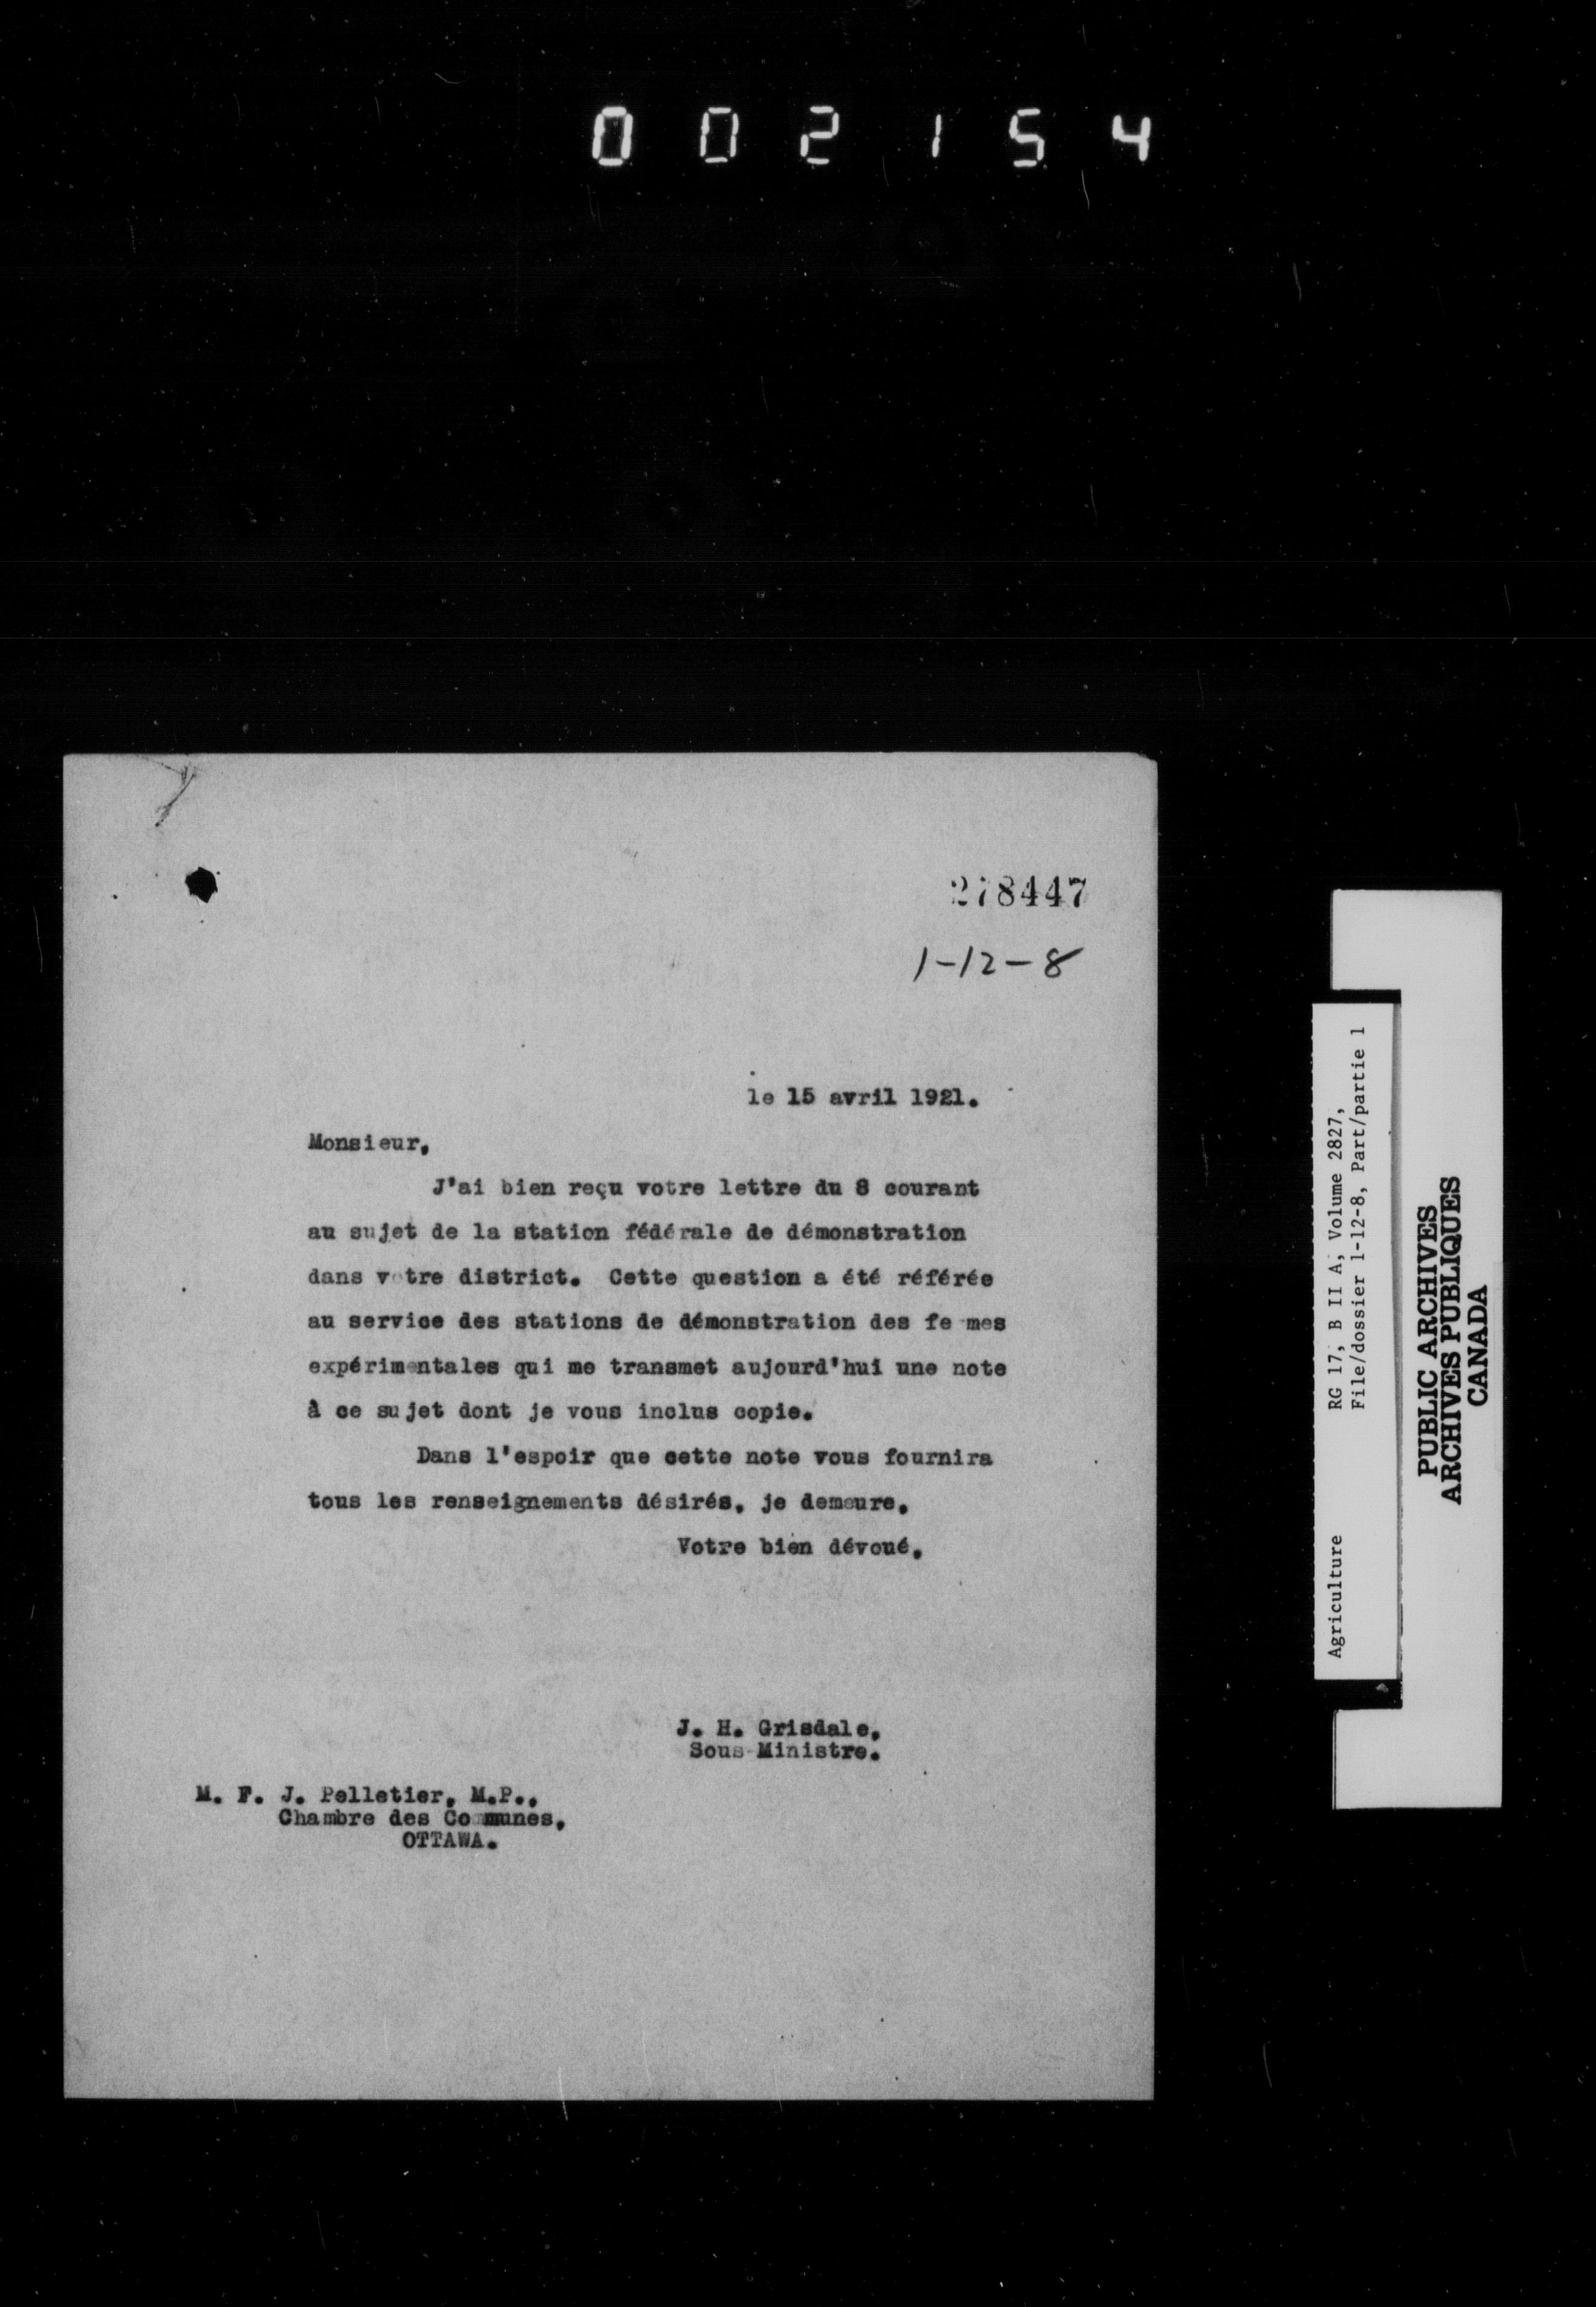 002154
278447
1-12-8
le 15 avril 1921.
Monsieur,
J'ai bien reçu votre lettre du 8 courant
au sujet de la station fédérale de démonstration
dans votre district. Cette question a été référée
au service des stations de démonstration des fe mes
expérimentales qui me transmet aujourd'hui une note
à ce sujet dont je vous inclus copie.
Dans l'espoir que cette note vous fournira
tous les renseignements désirés, je demeure,
Votre bien dévoué,
J. H. Grisdale,
Sous-Ministre.
M. F. J. Pelletier, M.P.,
Chambre des Communes,
OTTAWA.
Agriculture RG 17, B II A, Volume 2827,
File/dossier 1-12-8, Part/partie 1
PUBLIC ARCHIVES
ARCHIVES PUBLIQUES
CANADA